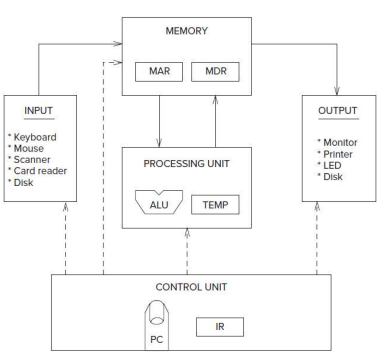 MEMORY
MAR
MDR
INPUT
* Keyboard
* Mouse
* Scanner
* Card reader
* Disk
OUTPUT
* Monitor
* Printer
* LED
* Disk
PROCESSING UNIT
ALU
TEMP
CONTROL UNIT
IR
PC